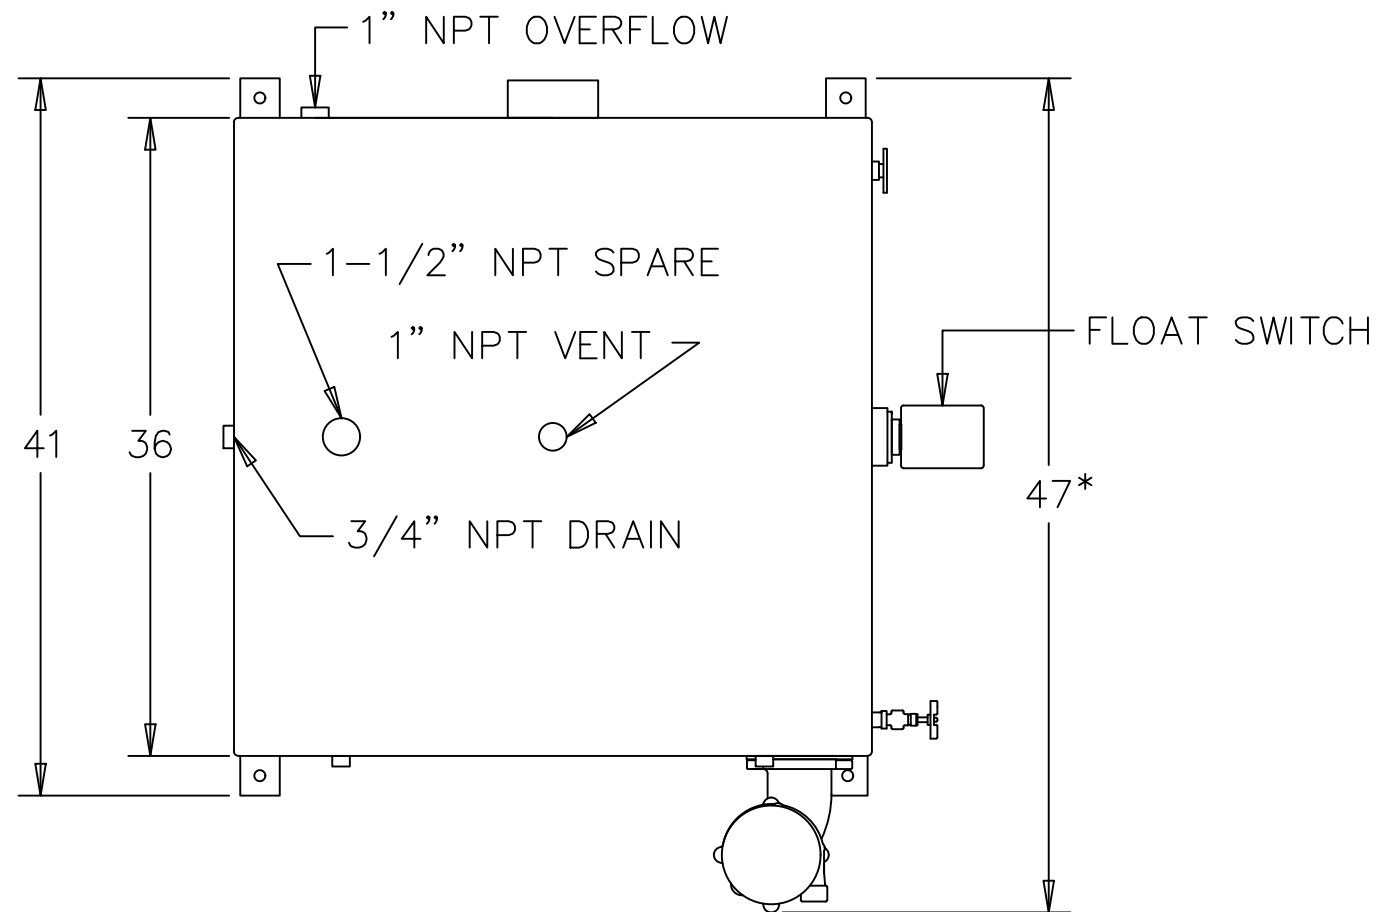 1” NPT OVERFLOW
1-1/2” NPT SPARE
1” NPT VENT
FLOAT SWITCH
41
36
47*
3/4” NPT DRAIN